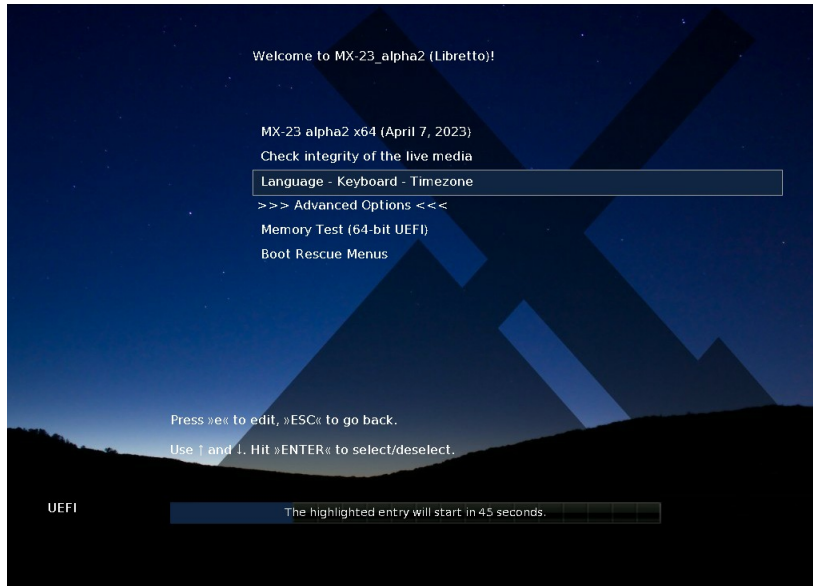 Welcome to MX-23_alpha2 (Libretto)!
MX-23 alpha2 x64 (April 7, 2023)
Check integrity of the live media
Language - Keyboard - Timezone
>>> Advanced Options <<<
Memory Test (64-bit UEFI)
Boot Rescue Menus
Press »e« to edit, »ESC« to go back.
Use ↑ and ↓. Hit »ENTER« to select/deselect.
UEFI
The highlighted entry will start in 45 seconds.